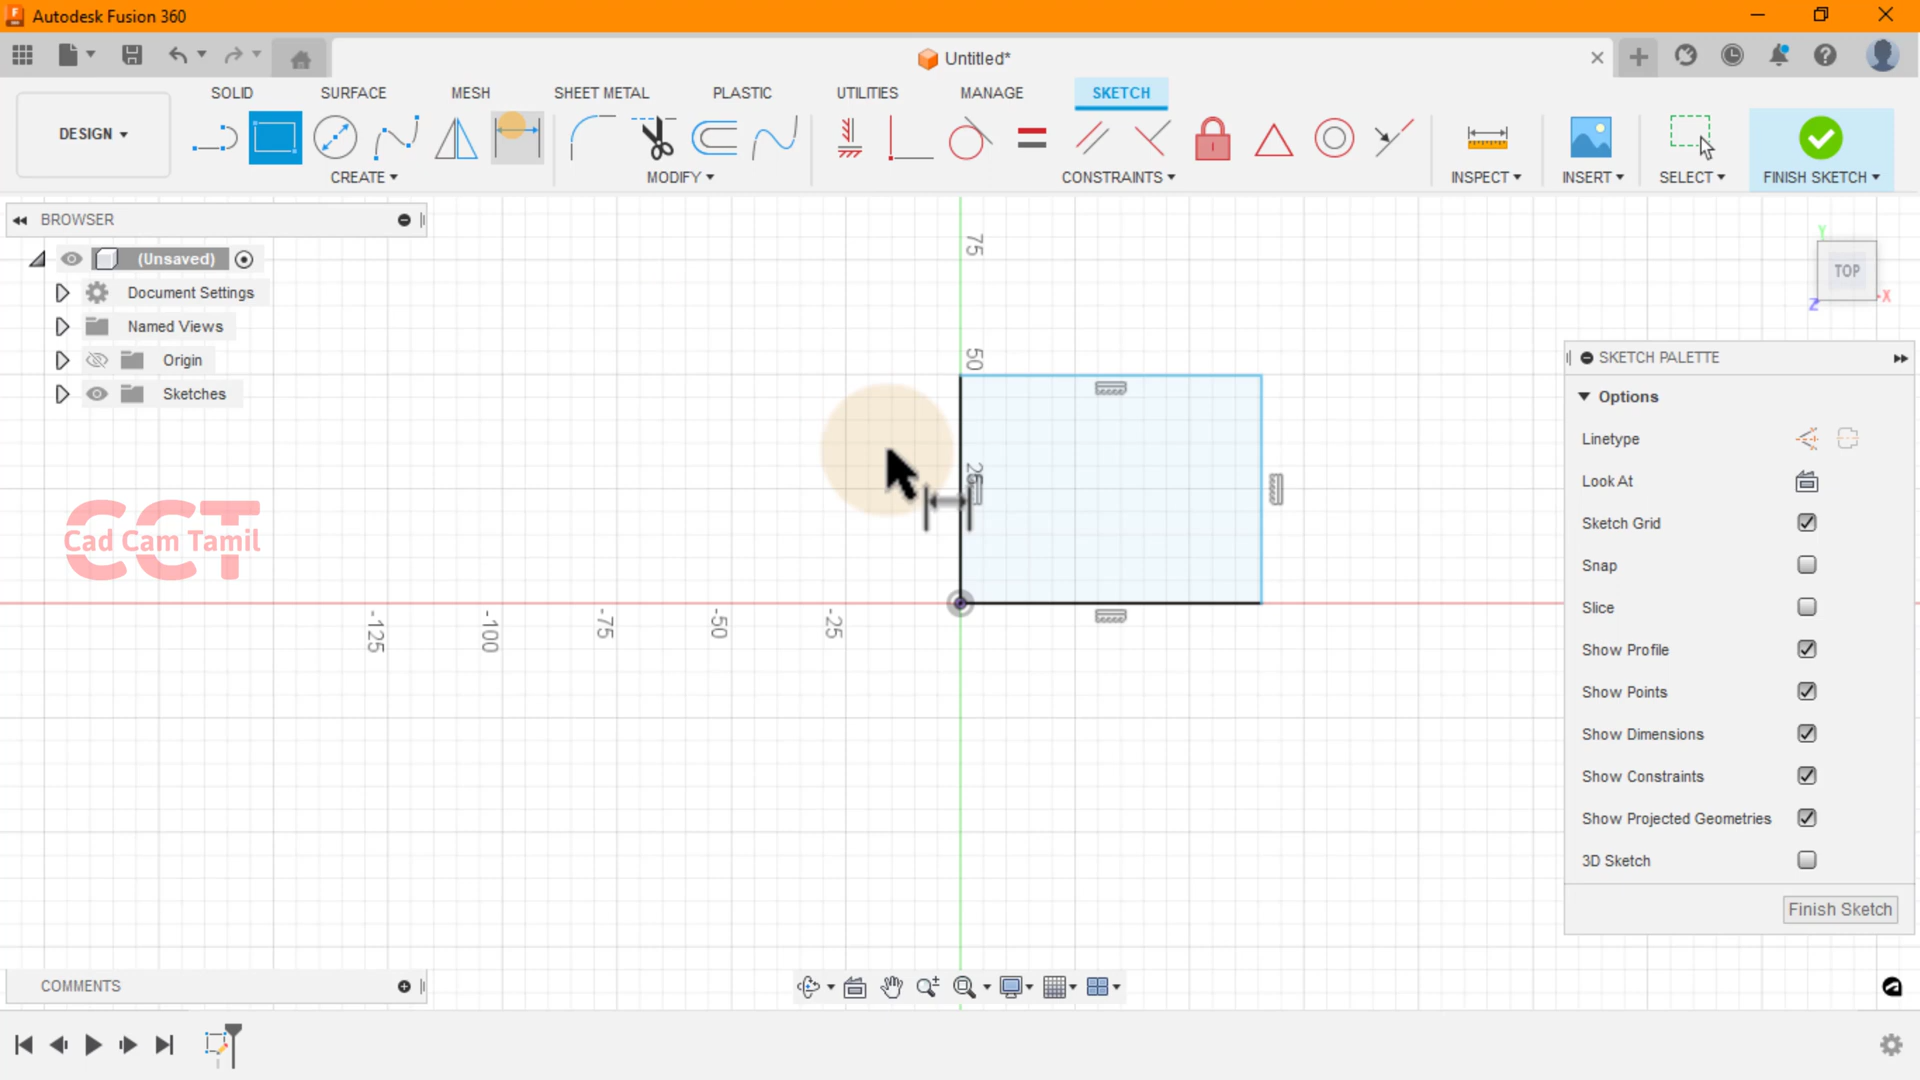 Autodesk Fusion 360
Untitled*
SOLID
SURFACE
MESH
SHEET METAL
PLASTIC
UTILITIES
MANAGE
SKETCH
DESIGN
CREATE
MODIFY
CONSTRAINTS
INSPECT
INSERT
SELECT
FINISH SKETCH
BROWSER
(Unsaved)
Document Settings
Named Views
Origin
Sketches
75
50
25
-125
-100
-75
-50
-25
Y
TOP
X
Z
CCT
Cad Cam Tamil
SKETCH PALETTE
Options
Linetype
Look At
Sketch Grid
Snap
Slice
Show Profile
Show Points
Show Dimensions
Show Constraints
Show Projected Geometries
3D Sketch
Finish Sketch
COMMENTS